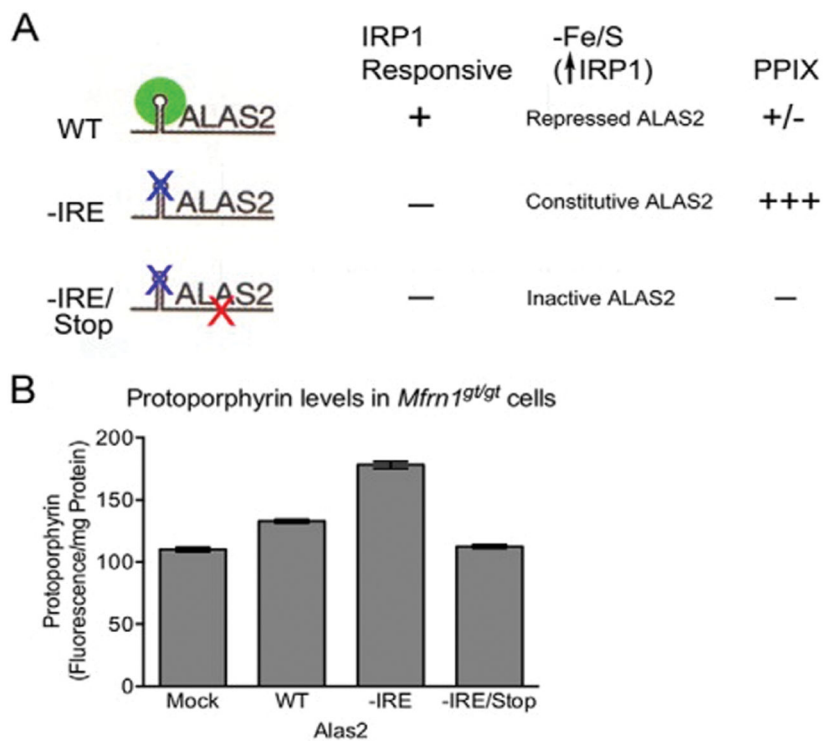 A
IRP1 Responsive
-Fe/S (↑IRP1)
PPIX
WT
ALAS2
+
Repressed ALAS2
+/-
-IRE
ALAS2
—
Constitutive ALAS2
+++
-IRE/ Stop
ALAS2
—
Inactive ALAS2
—
B
Protoporphyrin levels in Mfrn1gt/gt cells
Protoporphyrin
(Fluorescence/mg Protein)
200
150
100
50
0
Mock
WT
-IRE
-IRE/Stop
Alas2